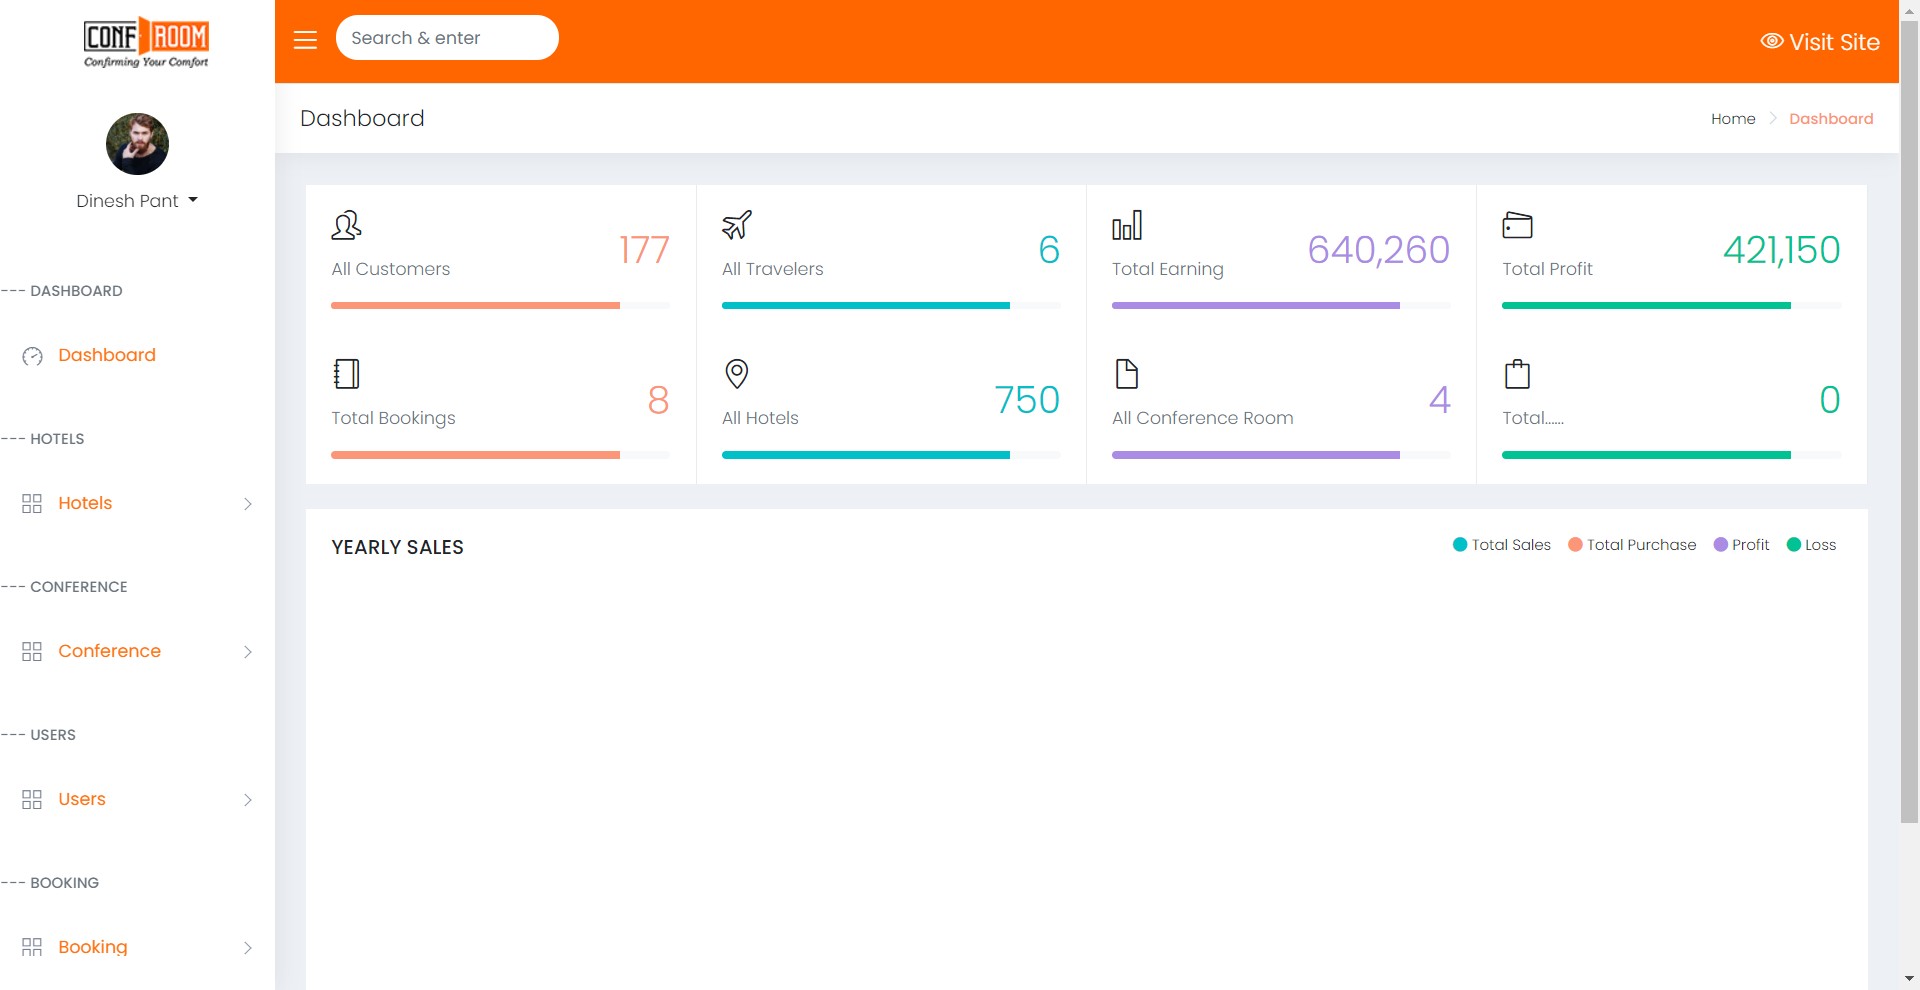 CONF ROOM
Confirming Your Comfort
Search & enter
Visit Site
Dinesh Pant
Dashboard
Home
Dashboard
--- DASHBOARD
Dashboard
--- HOTELS
Hotels
--- CONFERENCE
Conference
--- USERS
Users
--- BOOKING
Booking
All Customers
177
All Travelers
6
Total Earning
640,260
Total Profit
421,150
Total Bookings
8
All Hotels
750
All Conference Room
4
Total......
0
YEARLY SALES
Total Sales
Total Purchase
Profit
Loss